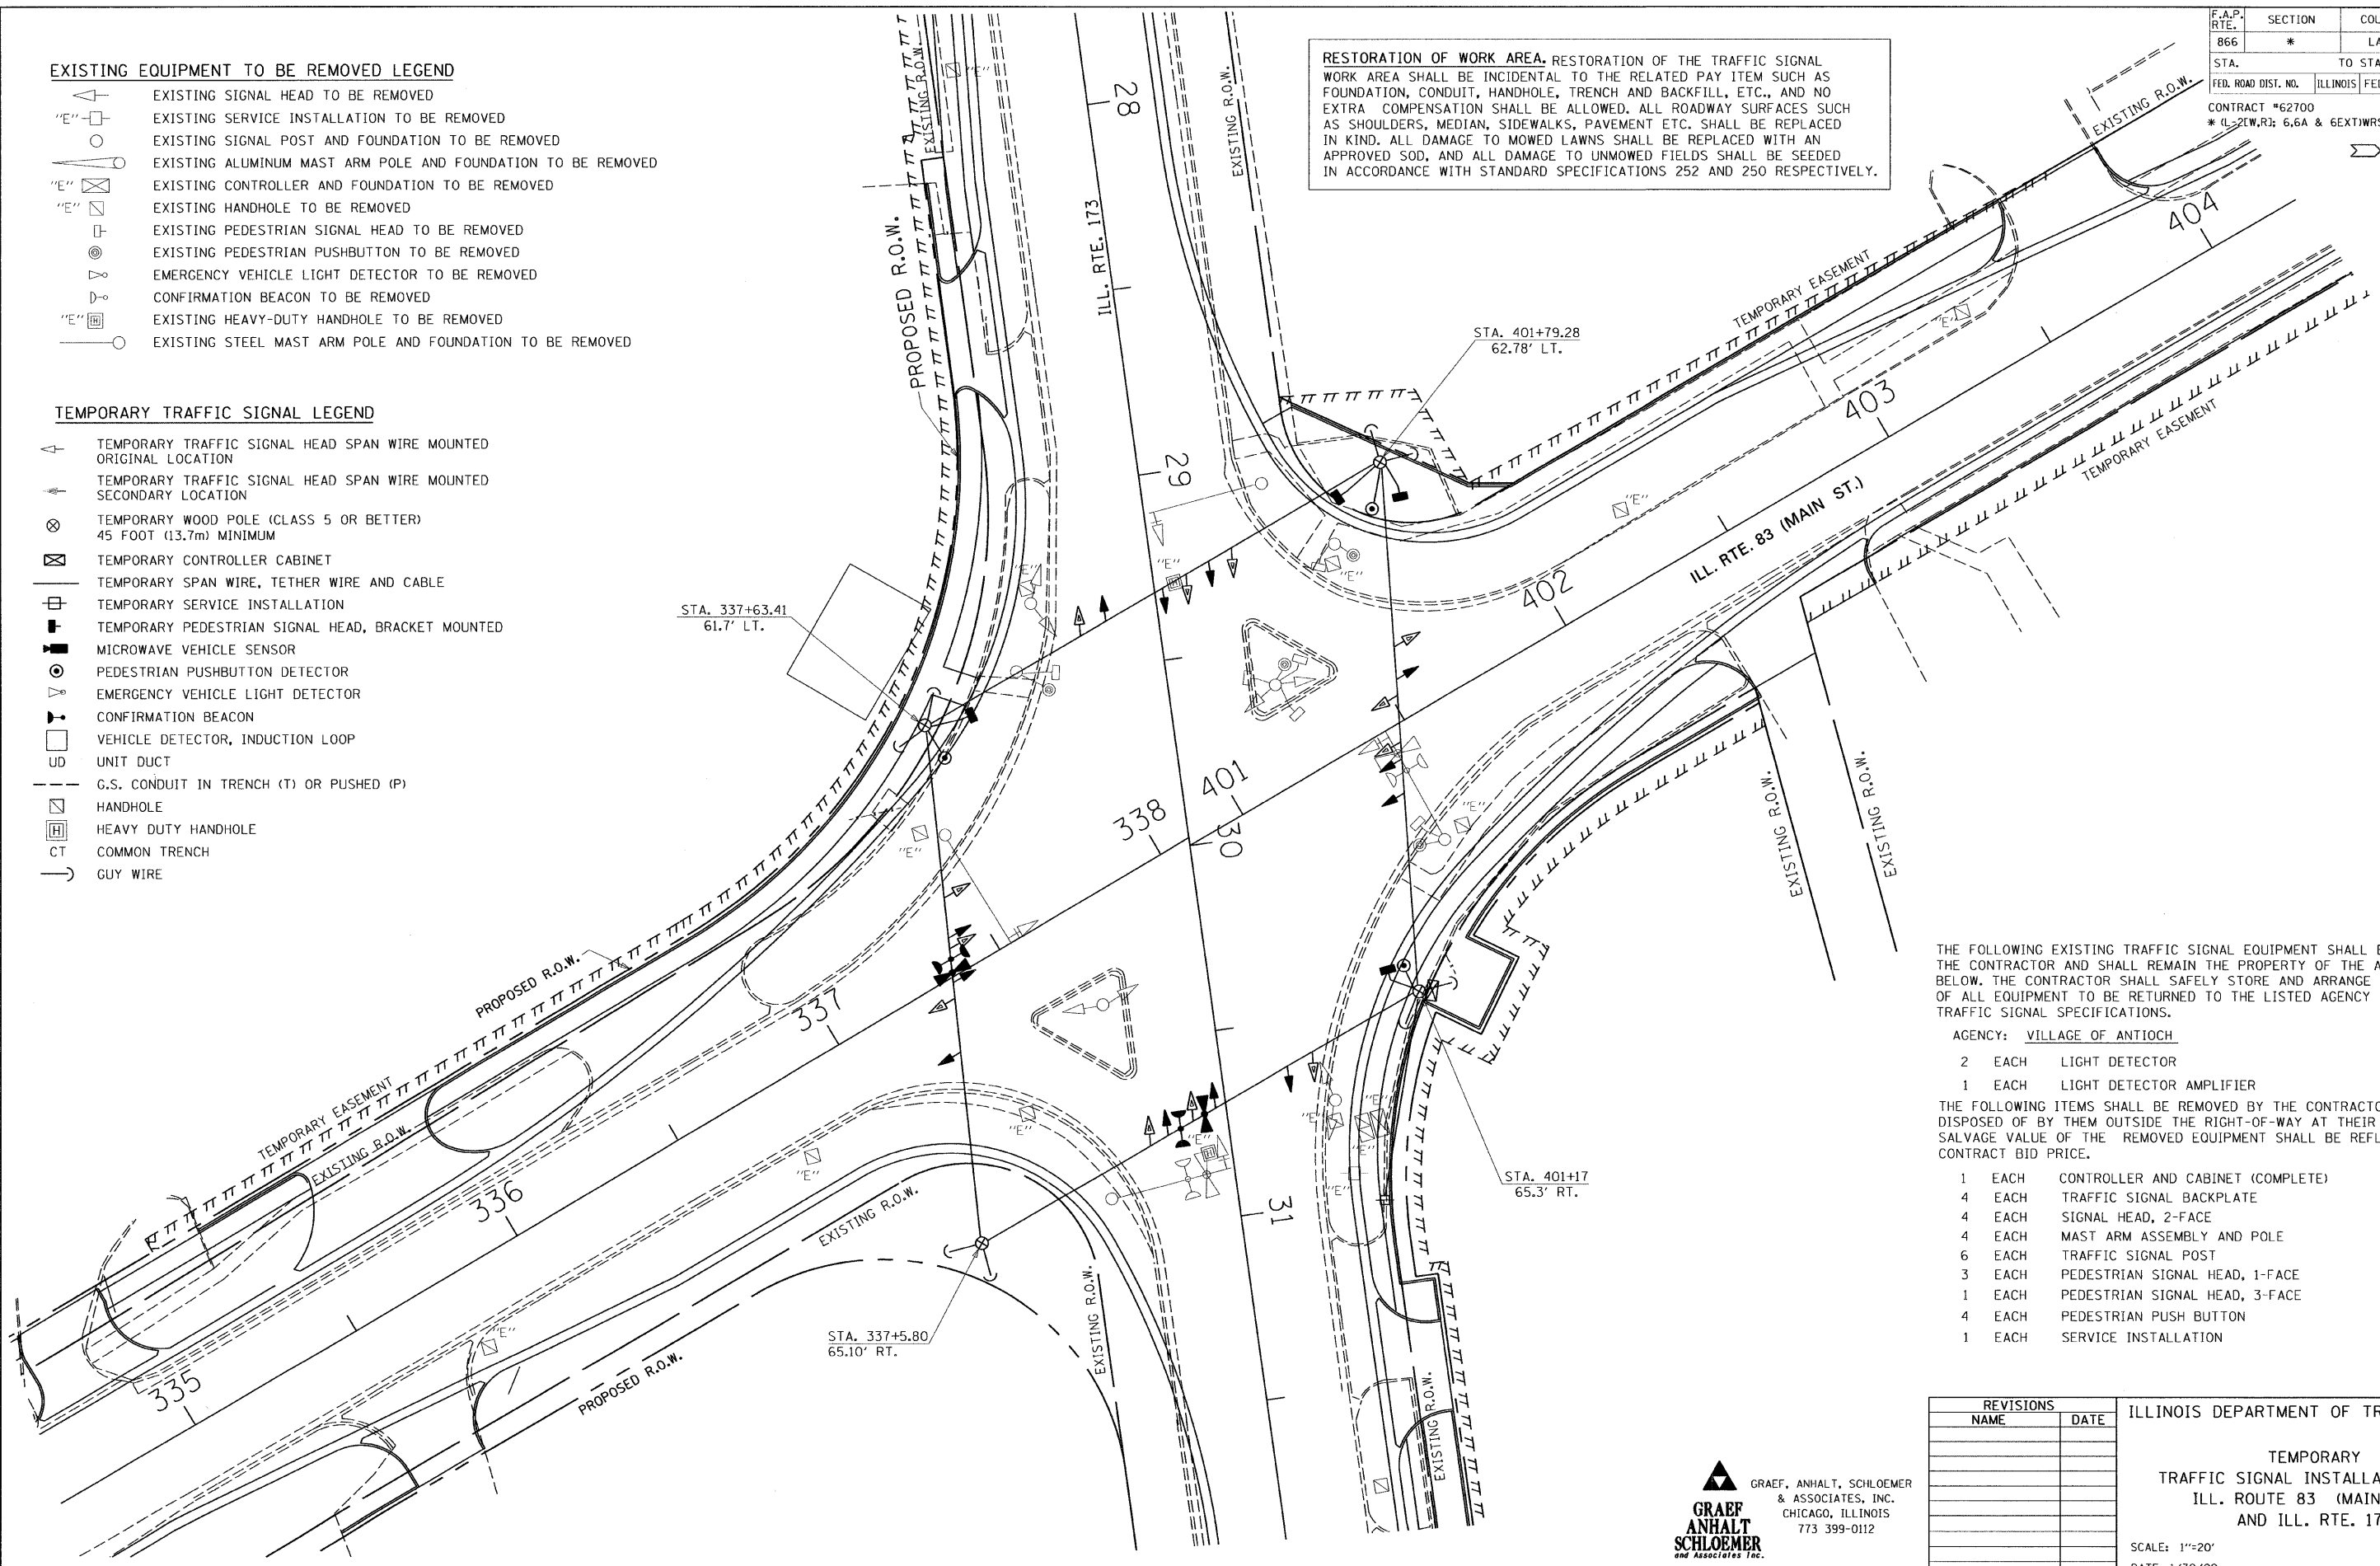 EXISTING EQUIPMENT TO BE REMOVED LEGEND
EXISTING SIGNAL HEAD TO BE REMOVED
"E" EXISTING SERVICE INSTALLATION TO BE REMOVED
EXISTING SIGNAL POST AND FOUNDATION TO BE REMOVED
EXISTING ALUMINUM MAST ARM POLE AND FOUNDATION TO BE REMOVED
"E" EXISTING CONTROLLER AND FOUNDATION TO BE REMOVED
"E" EXISTING HANDHOLE TO BE REMOVED
EXISTING PEDESTRIAN SIGNAL HEAD TO BE REMOVED
EXISTING PEDESTRIAN PUSHBUTTON TO BE REMOVED
EMERGENCY VEHICLE LIGHT DETECTOR TO BE REMOVED
CONFIRMATION BEACON TO BE REMOVED
"E" H EXISTING HEAVY-DUTY HANDHOLE TO BE REMOVED
EXISTING STEEL MAST ARM POLE AND FOUNDATION TO BE REMOVED
TEMPORARY TRAFFIC SIGNAL LEGEND
TEMPORARY TRAFFIC SIGNAL HEAD SPAN WIRE MOUNTED
ORIGINAL LOCATION
TEMPORARY TRAFFIC SIGNAL HEAD SPAN WIRE MOUNTED
SECONDARY LOCATION
TEMPORARY WOOD POLE (CLASS 5 OR BETTER)
45 FOOT (13.7m) MINIMUM
TEMPORARY CONTROLLER CABINET
TEMPORARY SPAN WIRE, TETHER WIRE AND CABLE
TEMPORARY SERVICE INSTALLATION
TEMPORARY PEDESTRIAN SIGNAL HEAD, BRACKET MOUNTED
MICROWAVE VEHICLE SENSOR
PEDESTRIAN PUSHBUTTON DETECTOR
EMERGENCY VEHICLE LIGHT DETECTOR
CONFIRMATION BEACON
VEHICLE DETECTOR, INDUCTION LOOP
UD UNIT DUCT
G.S. CONDUIT IN TRENCH (T) OR PUSHED (P)
HANDHOLE
H HEAVY DUTY HANDHOLE
CT COMMON TRENCH
GUY WIRE
RESTORATION OF WORK AREA. RESTORATION OF THE TRAFFIC SIGNAL
WORK AREA SHALL BE INCIDENTAL TO THE RELATED PAY ITEM SUCH AS
FOUNDATION, CONDUIT, HANDHOLE, TRENCH AND BACKFILL, ETC., AND NO
EXTRA COMPENSATION SHALL BE ALLOWED. ALL ROADWAY SURFACES SUCH
AS SHOULDERS, MEDIAN, SIDEWALKS, PAVEMENT ETC. SHALL BE REPLACED
IN KIND. ALL DAMAGE TO MOWED LAWNS SHALL BE REPLACED WITH AN
APPROVED SOD, AND ALL DAMAGE TO UNMOWED FIELDS SHALL BE SEEDED
IN ACCORDANCE WITH STANDARD SPECIFICATIONS 252 AND 250 RESPECTIVELY.
F.A.P. RTE. SECTION
866 *
STA. TO
FED. ROAD DIST. NO. ILLINOIS
CONTRACT #62700
* (L-2[W,R]; 6,6A & 6EXT)
EXISTING R.O.W.
"E"
28
EXISTING R.O.W.
PROPOSED R.O.W.
ILL. RTE. 173
EXISTING R.O.W.
404
TEMPORARY EASEMENT
"E"
STA. 401+79.28
62.78' LT.
403
TEMPORARY EASEMENT
29
"E"
ILL. RTE. 83 (MAIN ST.)
"E"
"E"
H
"E"
402
STA. 337+63.41
61.7' LT.
401
338
30
"E"
"E"
EXISTING R.O.W.
EXISTING R.O.W.
PROPOSED R.O.W.
337
TEMPORARY EASEMENT
EXISTING R.O.W.
"E"
"E"
"E"
H
"E"
"E"
"E"
"E"
STA. 401+17
65.3' RT.
336
EXISTING R.O.W.
31
EXISTING R.O.W.
STA. 337+5.80
65.10' RT.
"E"
335
PROPOSED R.O.W.
EXISTING R.O.W.
THE FOLLOWING EXISTING TRAFFIC SIGNAL EQUIPMENT SHALL
THE CONTRACTOR AND SHALL REMAIN THE PROPERTY OF THE
BELOW. THE CONTRACTOR SHALL SAFELY STORE AND ARRANGE
OF ALL EQUIPMENT TO BE RETURNED TO THE LISTED AGENCY
TRAFFIC SIGNAL SPECIFICATIONS.
AGENCY: VILLAGE OF ANTIOCH
2 EACH LIGHT DETECTOR
1 EACH LIGHT DETECTOR AMPLIFIER
THE FOLLOWING ITEMS SHALL BE REMOVED BY THE
DISPOSED OF BY THEM OUTSIDE THE RIGHT-OF-WAY AT THEIR
SALVAGE VALUE OF THE REMOVED EQUIPMENT SHALL BE
CONTRACT BID PRICE.
1 EACH CONTROLLER AND CABINET (COMPLETE)
4 EACH TRAFFIC SIGNAL BACKPLATE
4 EACH SIGNAL HEAD, 2-FACE
4 EACH MAST ARM ASSEMBLY AND POLE
6 EACH TRAFFIC SIGNAL POST
3 EACH PEDESTRIAN SIGNAL HEAD, 1-FACE
1 EACH PEDESTRIAN SIGNAL HEAD, 3-FACE
4 EACH PEDESTRIAN PUSH BUTTON
1 EACH SERVICE INSTALLATION
GRAEF
ANHALT
SCHLOEMER
and Associates Inc.
GRAEF, ANHALT, SCHLOEMER
& ASSOCIATES, INC.
CHICAGO, ILLINOIS
773 399-0112
REVISIONS
NAME DATE
ILLINOIS DEPARTMENT OF
TEMPORARY
TRAFFIC SIGNAL
ILL. ROUTE 83 (MAIN
AND ILL. RTE.
SCALE: 1"=20'